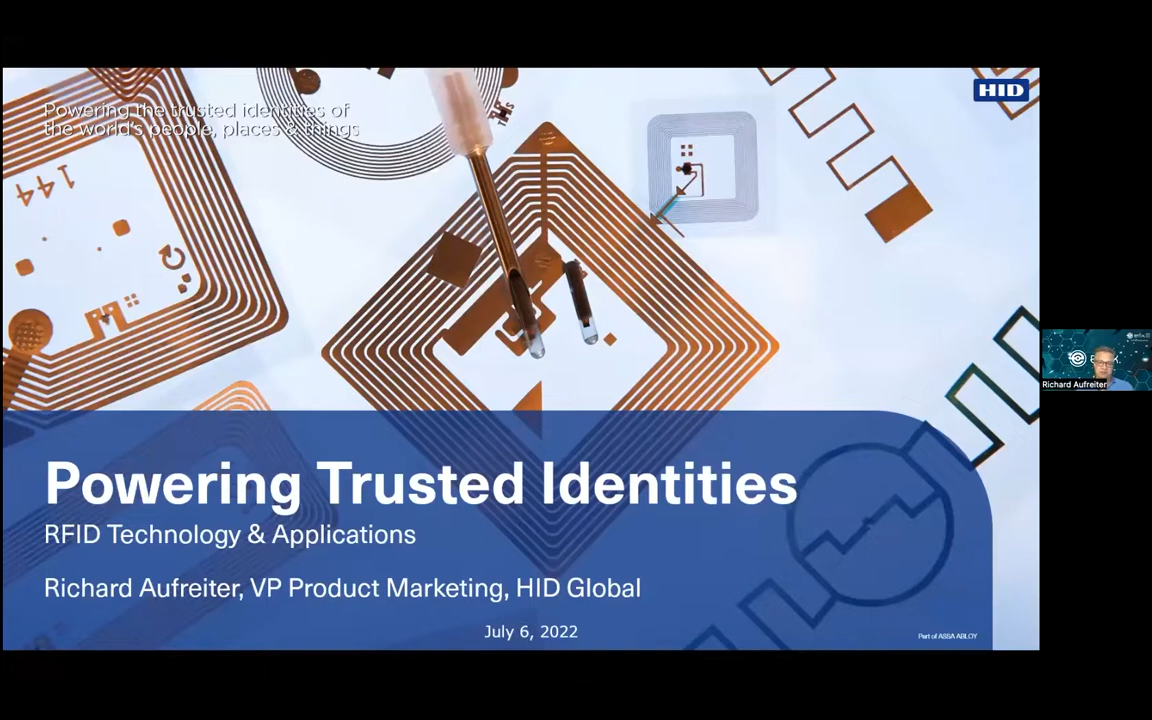 Powering the trusted identities of
the world's people, places & things
HID
144
Powering Trusted Identities
RFID Technology & Applications
Richard Aufreiter, VP Product Marketing, HID Global
July 6, 2022
Part of ASSA ABLOY
Richard Aufreiter